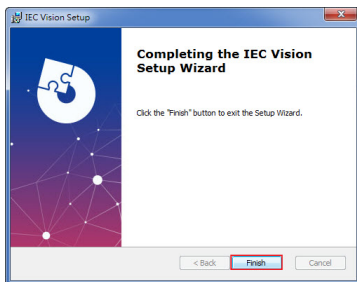 IEC Vision Setup
Completing the IEC Vision
Setup Wizard
Click the "Finish" button to exit the Setup Wizard.
< Back
Finish
Cancel